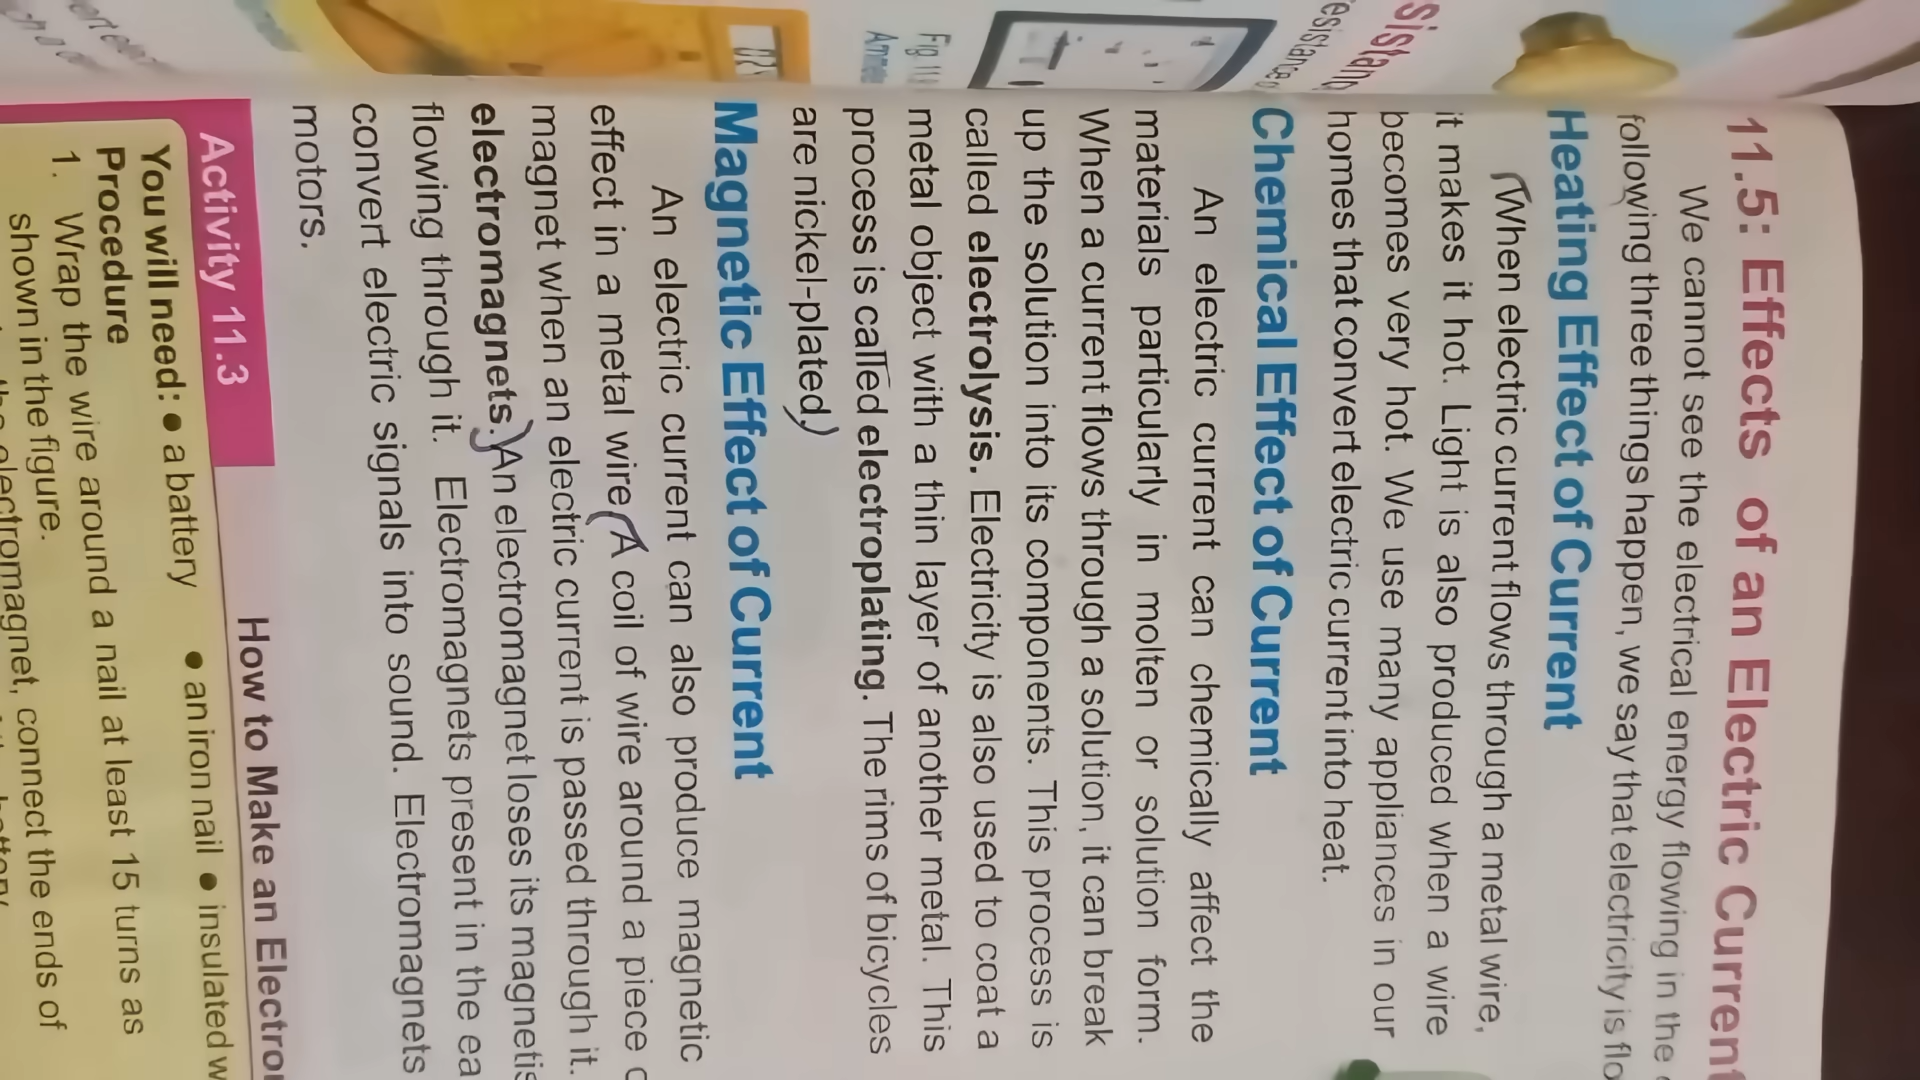 11.5: Effects of an Electric Current
We cannot see the electrical energy flowing in the
following three things happen, we say that electricity is
Heating Effect of Current
When electric current flows through a metal wire,
it makes it hot. Light is also produced when a wire
becomes very hot. We use many appliances in our
homes that convert electric current into heat.
Chemical Effect of Current
An electric current can chemically affect the
materials particularly in molten or solution form.
When a current flows through a solution, it can break
up the solution into its components. This process is
called electrolysis. Electricity is also used to coat a
metal object with a thin layer of another metal. This
process is called electroplating. The rims of bicycles
are nickel-plated.)
Magnetic Effect of Current
An electric current can also produce magnetic
effect in a metal wire (A coil of wire around a piece
magnet when an electric current is passed through it.
electromagnets.) An electromagnet loses its
flowing through it. Electromagnets present in the
convert electric signals into sound. Electromagnets
motors.
Activity 11.3
How to Make an
You will need: • a battery • an iron nail • insulated
Procedure
1. Wrap the wire around a nail at least 15 turns as
shown in the figure.
electromagnet, connect the ends of